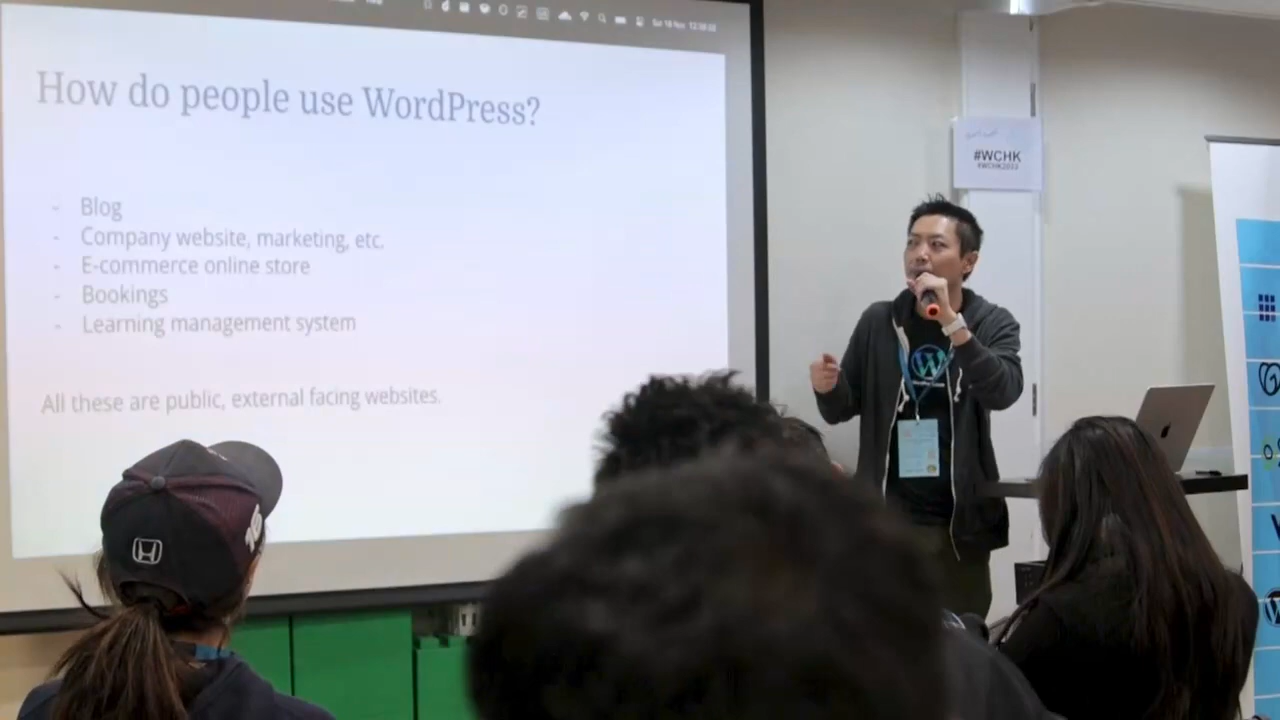 How do people use WordPress?
- Blog
- Company website, marketing, etc.
- E-commerce online store
- Bookings
- Learning management system
All these are public, external facing websites.
#WCHK
15